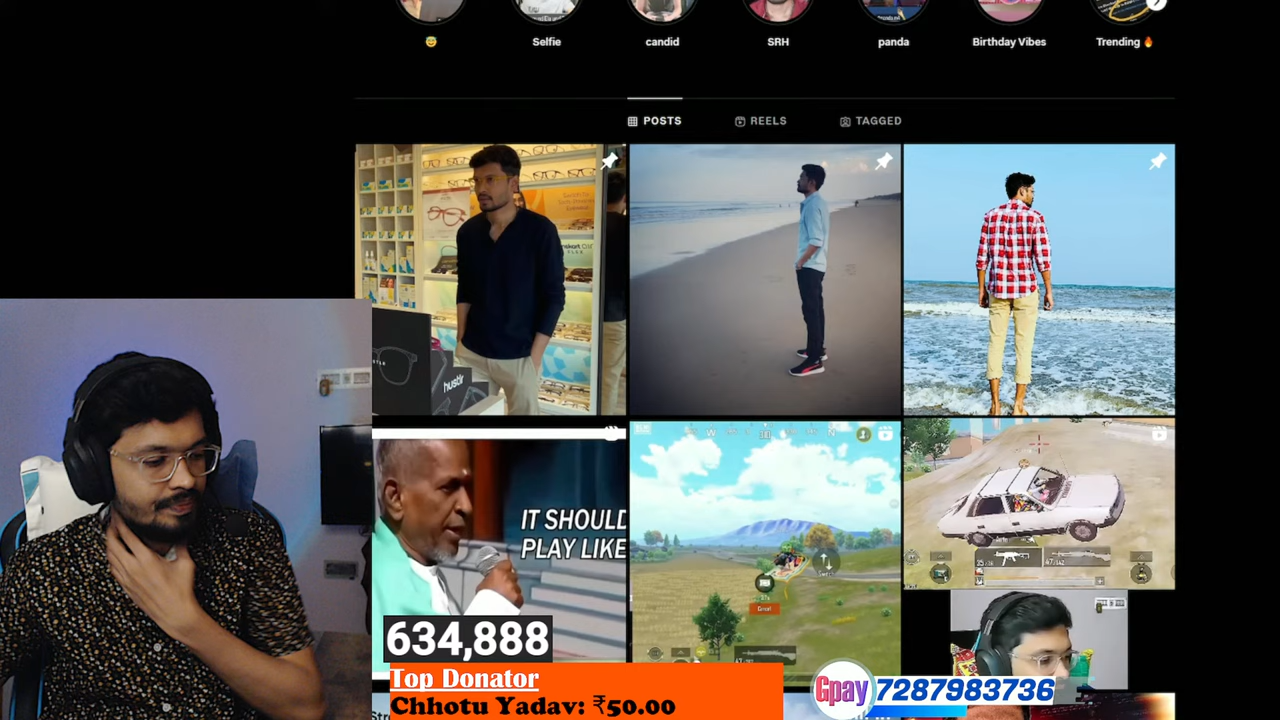 Selfie
candid
SRH
panda
Birthday Vibes
Trending 🔥
POSTS
REELS
TAGGED
hustlr
IT SHOULD
PLAY LIKE
634,888
Top Donator
Chhotu Yadav: ₹50.00
Gpay 7287983736